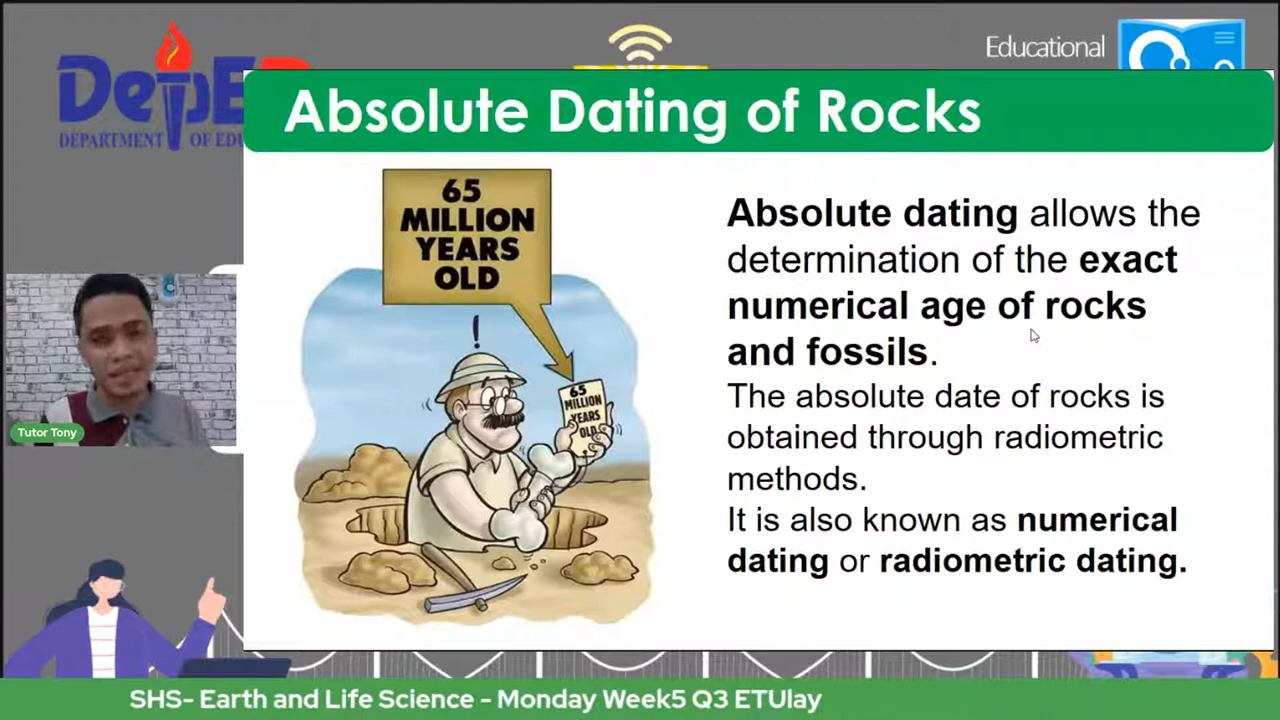 DepE
DEPARTMENT OF EDU
Educational
Absolute Dating of Rocks
65
MILLION
YEARS
OLD
!
65
MILLION
YEARS
OLD
Absolute dating allows the
determination of the exact
numerical age of rocks
and fossils.
The absolute date of rocks is
obtained through radiometric
methods.
It is also known as numerical
dating or radiometric dating.
Tutor Tony
SHS- Earth and Life Science - Monday Week5 Q3 ETUlay